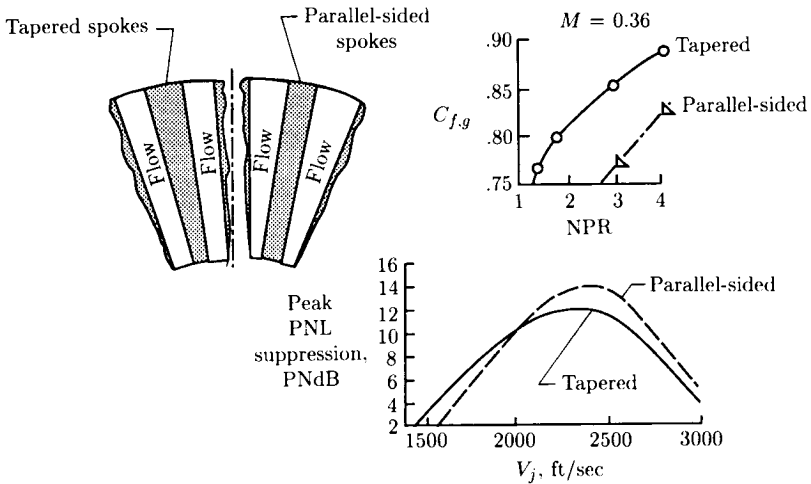 Tapered spokes
Parallel-sided
spokes
Flow
Flow
Flow
Flow
M = 0.36
.90
.85
.80
.75
C_{f,g}
Tapered
Parallel-sided
1
2
3
4
NPR
Peak
PNL
suppression,
PNdB
16
14
12
10
8
6
4
2
Parallel-sided
Tapered
1500
2000
2500
3000
V_j, ft/sec